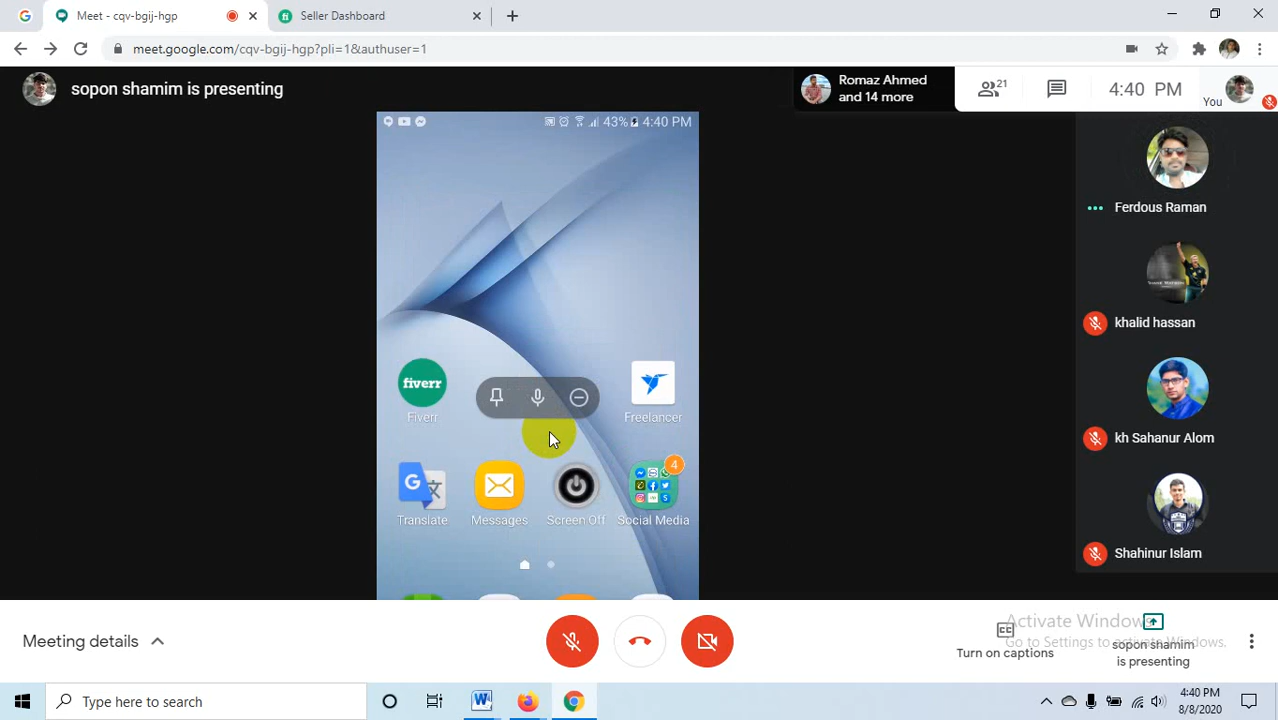 Meet - cqv-bgij-hgp
Seller Dashboard
meet.google.com/cqv-bgij-hgp?pli=1&authuser=1
sopon shamim is presenting
Romaz Ahmed
and 14 more
21
4:40 PM
You
43% 4:40 PM
Ferdous Raman
khalid hassan
fiverr
Fiverr
Freelancer
kh Sahanur Alom
4
Translate
Messages
Screen Off
Social Media
Shahinur Islam
Meeting details
Turn on captions
sopon shamim
is presenting
Activate Windows
Go to Settings to activate Windows.
Type here to search
4:40 PM
8/8/2020